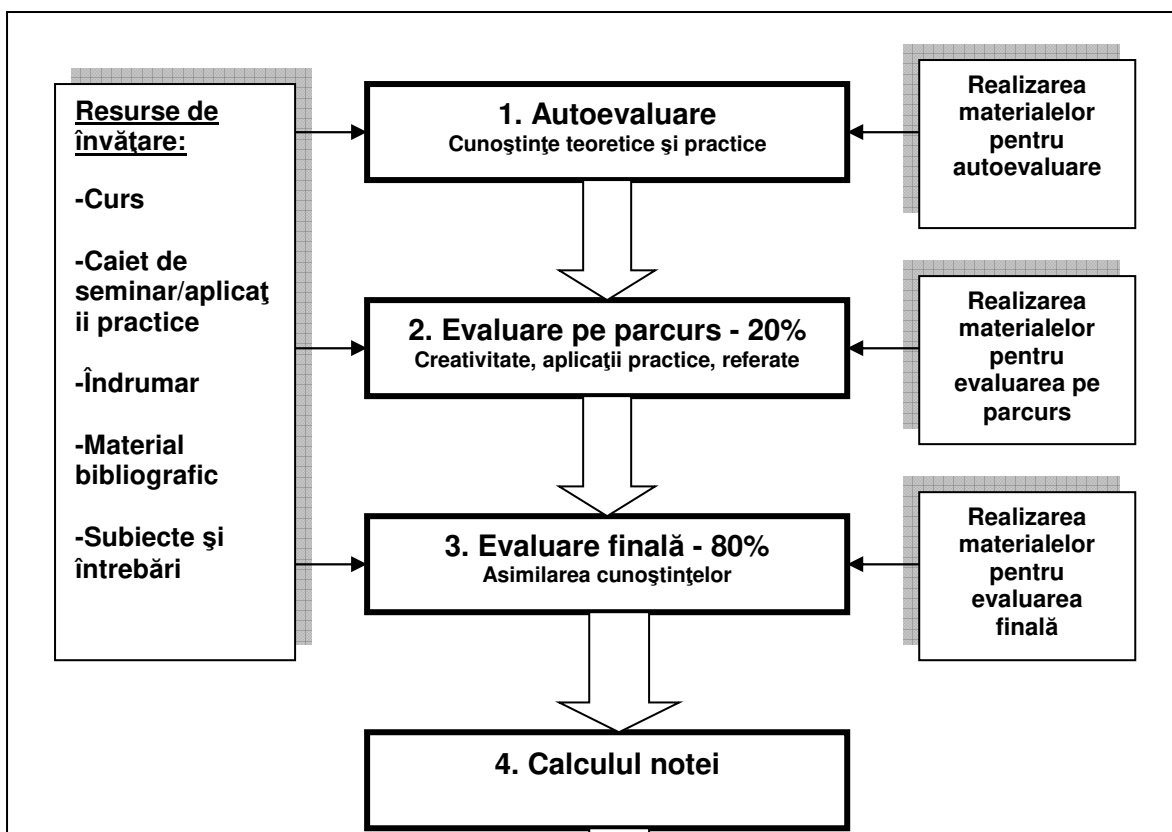 Resurse de
învăţare:
-Curs
-Caiet de
seminar/aplicaţ
ii practice
-Îndrumar
-Material
bibliografic
-Subiecte şi
întrebări
1. Autoevaluare
Cunoştinţe teoretice şi practice
Realizarea
materialelor
pentru
autoevaluare
2. Evaluare pe parcurs - 20%
Creativitate, aplicaţii practice, referate
Realizarea
materialelor
pentru
evaluarea pe
parcurs
3. Evaluare finală - 80%
Asimilarea cunoştinţelor
Realizarea
materialelor
pentru
evaluarea
finală
4. Calculul notei